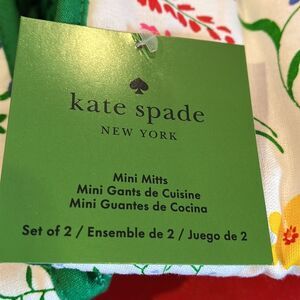 kate spade
NEW YORK
Mini Mitts
Mini Gants de Cuisine
Mini Guantes de Cocina
Set of 2 / Ensemble de 2 / Juego de 2